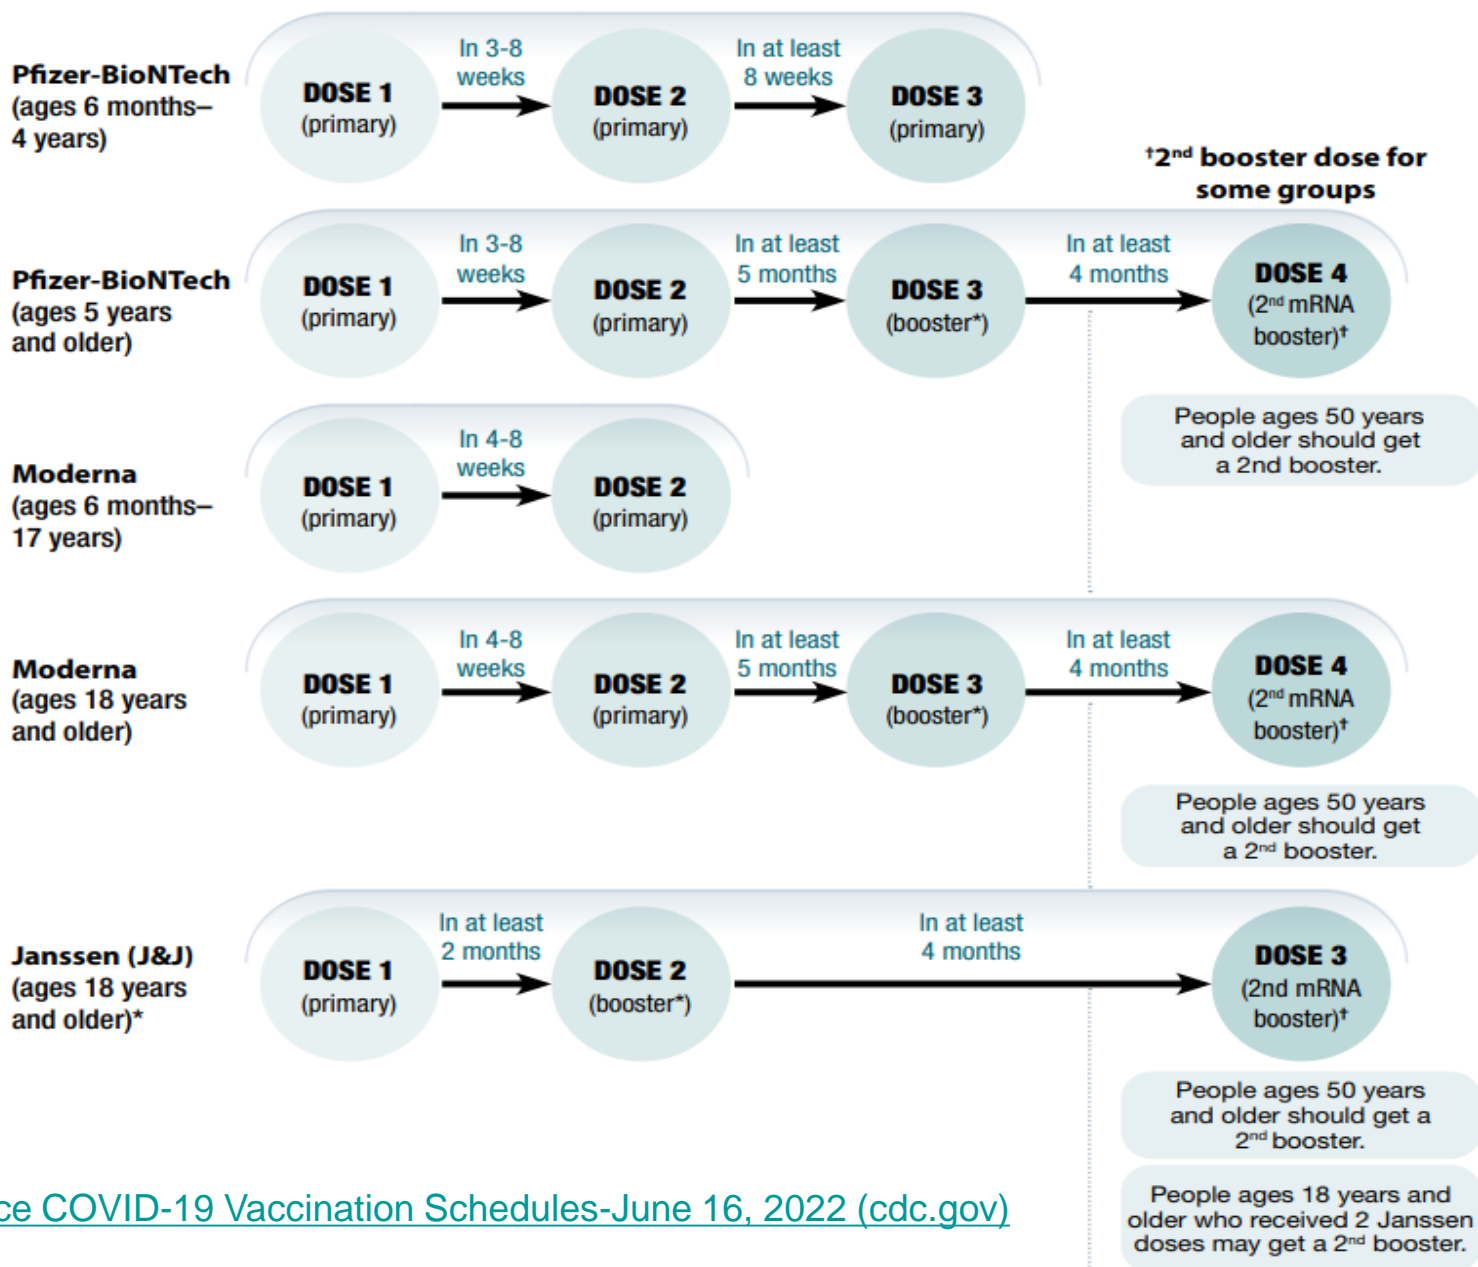 Pfizer-BioNTech
(ages 6 months–
4 years)
DOSE 1
(primary)
In 3-8
weeks
DOSE 2
(primary)
In at least
8 weeks
DOSE 3
(primary)
†2nd booster dose for
some groups
Pfizer-BioNTech
(ages 5 years
and older)
DOSE 1
(primary)
In 3-8
weeks
DOSE 2
(primary)
In at least
5 months
DOSE 3
(booster*)
In at least
4 months
DOSE 4
(2nd mRNA
booster)†
People ages 50 years
and older should get
a 2nd booster.
Moderna
(ages 6 months–
17 years)
DOSE 1
(primary)
In 4-8
weeks
DOSE 2
(primary)
Moderna
(ages 18 years
and older)
DOSE 1
(primary)
In 4-8
weeks
DOSE 2
(primary)
In at least
5 months
DOSE 3
(booster*)
In at least
4 months
DOSE 4
(2nd mRNA
booster)†
People ages 50 years
and older should get
a 2nd booster.
Janssen (J&J)
(ages 18 years
and older)*
DOSE 1
(primary)
In at least
2 months
DOSE 2
(booster*)
In at least
4 months
DOSE 3
(2nd mRNA
booster)†
People ages 50 years
and older should get a
2nd booster.
People ages 18 years and
older who received 2 Janssen
doses may get a 2nd booster.
ce COVID-19 Vaccination Schedules-June 16, 2022 (cdc.gov)